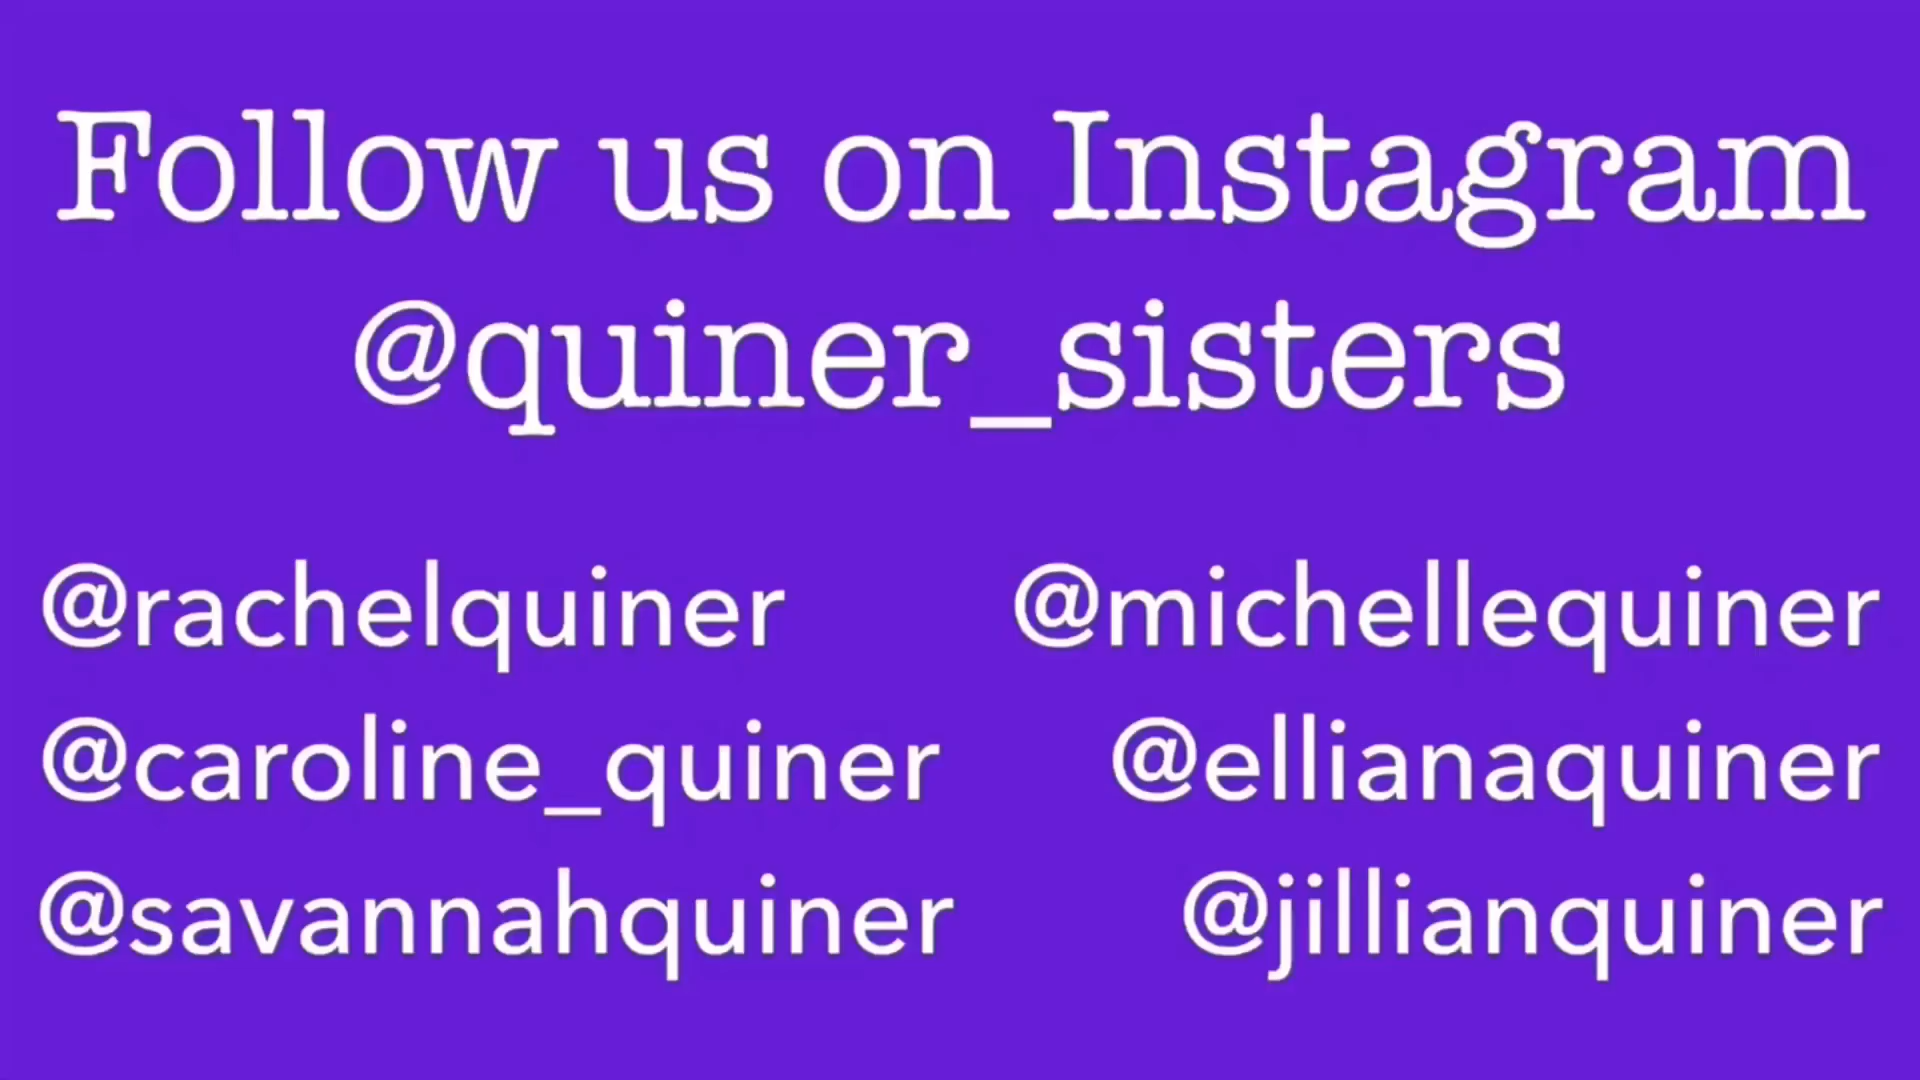 Follow us on Instagram
@quiner_sisters
@rachelquiner
@michellequiner
@caroline_quiner
@ellianaquiner
@savannahquiner
@jillianquiner